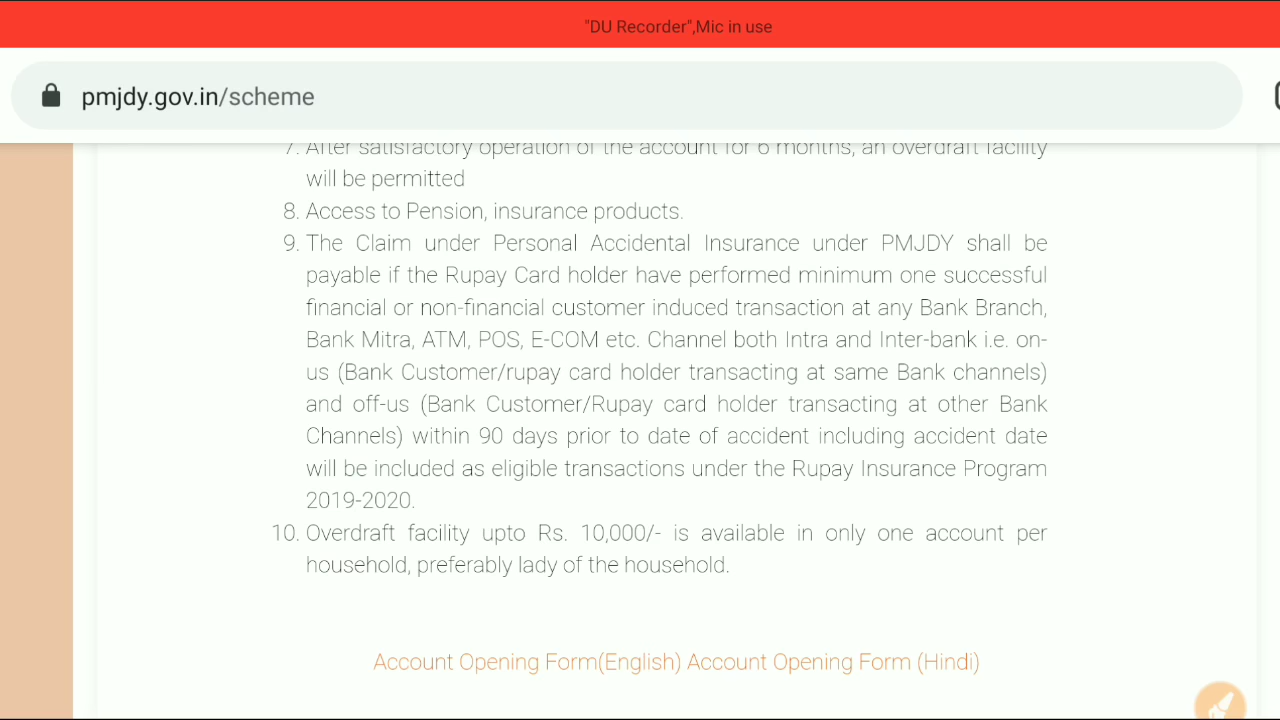 "DU Recorder",Mic in use
pmjdy.gov.in/scheme
7. After satisfactory operation of the account for 6 months, an overdraft facility
will be permitted
8. Access to Pension, insurance products.
9. The Claim under Personal Accidental Insurance under PMJDY shall be
payable if the Rupay Card holder have performed minimum one successful
financial or non-financial customer induced transaction at any Bank Branch,
Bank Mitra, ATM, POS, E-COM etc. Channel both Intra and Inter-bank i.e. on-
us (Bank Customer/rupay card holder transacting at same Bank channels)
and off-us (Bank Customer/Rupay card holder transacting at other Bank
Channels) within 90 days prior to date of accident including accident date
will be included as eligible transactions under the Rupay Insurance Program
2019-2020.
10. Overdraft facility upto Rs. 10,000/- is available in only one account per
household, preferably lady of the household.
Account Opening Form(English) Account Opening Form (Hindi)